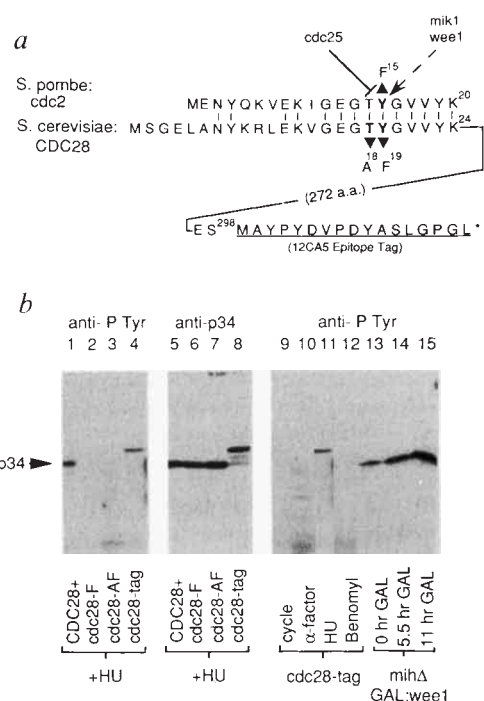 a
mik1
cdc25
wee1
F15
S. pombe:
cdc2
MENYQKVEKIGEGTYGVVYK20
S. cerevisiae:
MSGELANYKRLEKVGEGTYGVVYK24
CDC28
18 19
A F
(272 a.a.)
ES298MAYPYDVPDYASLGPGL*
(12CA5 Epitope Tag)
b
anti- P Tyr anti-p34 anti- P Tyr
1 2 3 4 5 6 7 8 9 10 11 12 13 14 15
p34
CDC28+
cdc28-F
cdc28-AF
cdc28-tag
+HU
CDC28+
cdc28-F
cdc28-AF
cdc28-tag
+HU
cycle
α-factor
HU
Benomyl
cdc28-tag
0 hr GAL
5.5 hr GAL
11 hr GAL
mihΔ
GAL:wee1